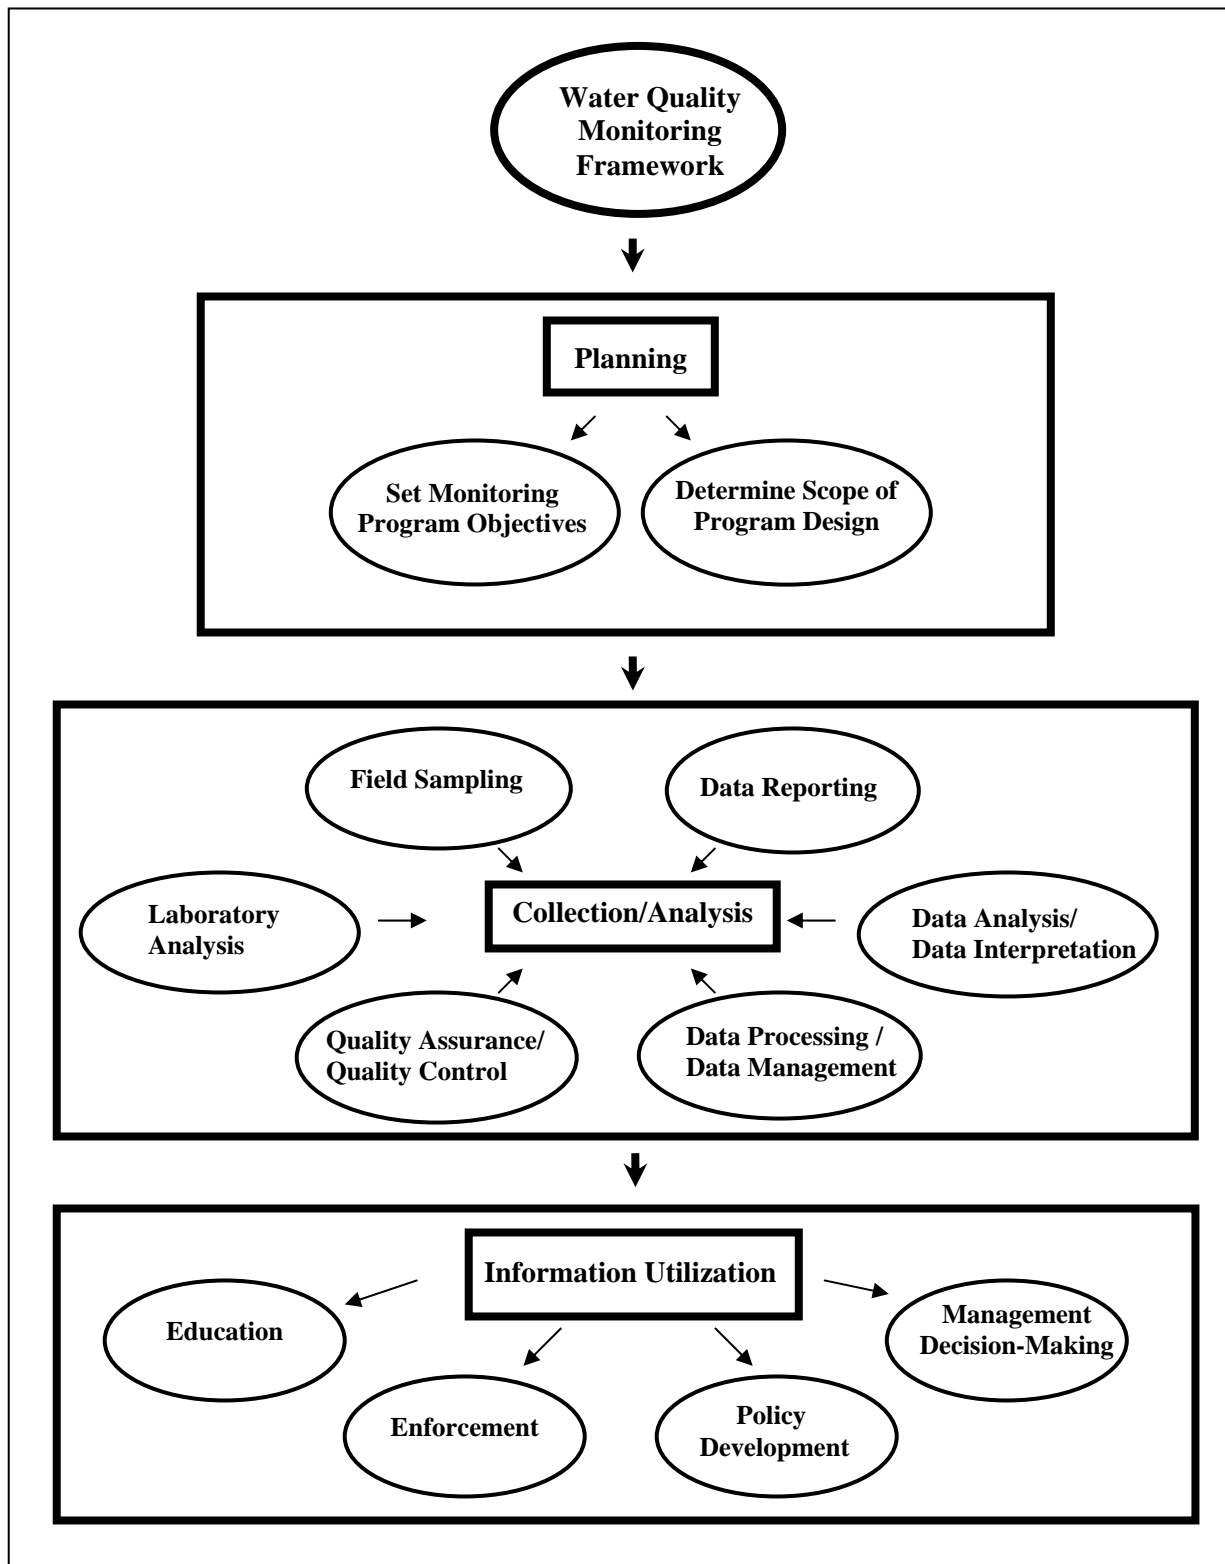 Water Quality
Monitoring
Framework
Planning
Set Monitoring
Program Objectives
Determine Scope of
Program Design
Field Sampling
Data Reporting
Laboratory
Analysis
Collection/Analysis
Data Analysis/
Data Interpretation
Quality Assurance/
Quality Control
Data Processing /
Data Management
Information Utilization
Education
Management
Decision-Making
Enforcement
Policy
Development